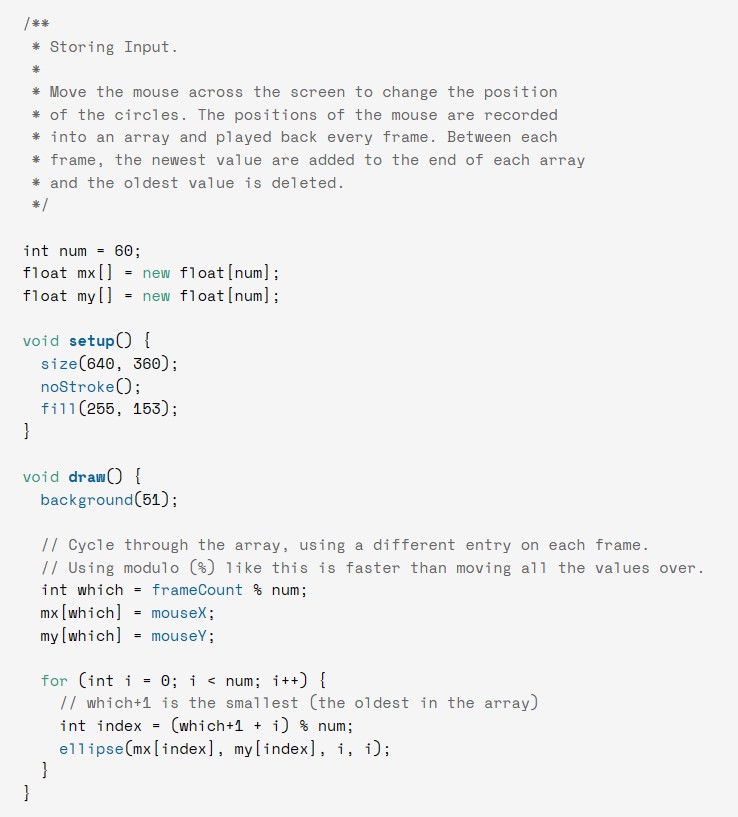 /**
 * Storing Input.
 *
 * Move the mouse across the screen to change the position
 * of the circles. The positions of the mouse are recorded
 * into an array and played back every frame. Between each
 * frame, the newest value are added to the end of each array
 * and the oldest value is deleted.
 */

int num = 60;
float mx[] = new float[num];
float my[] = new float[num];

void setup() {
  size(640, 360);
  noStroke();
  fill(255, 153);
}

void draw() {
  background(51);

  // Cycle through the array, using a different entry on each frame.
  // Using modulo (%) like this is faster than moving all the values over.
  int which = frameCount % num;
  mx[which] = mouseX;
  my[which] = mouseY;

  for (int i = 0; i < num; i++) {
    // which+1 is the smallest (the oldest in the array)
    int index = (which+1 + i) % num;
    ellipse(mx[index], my[index], i, i);
  }
}